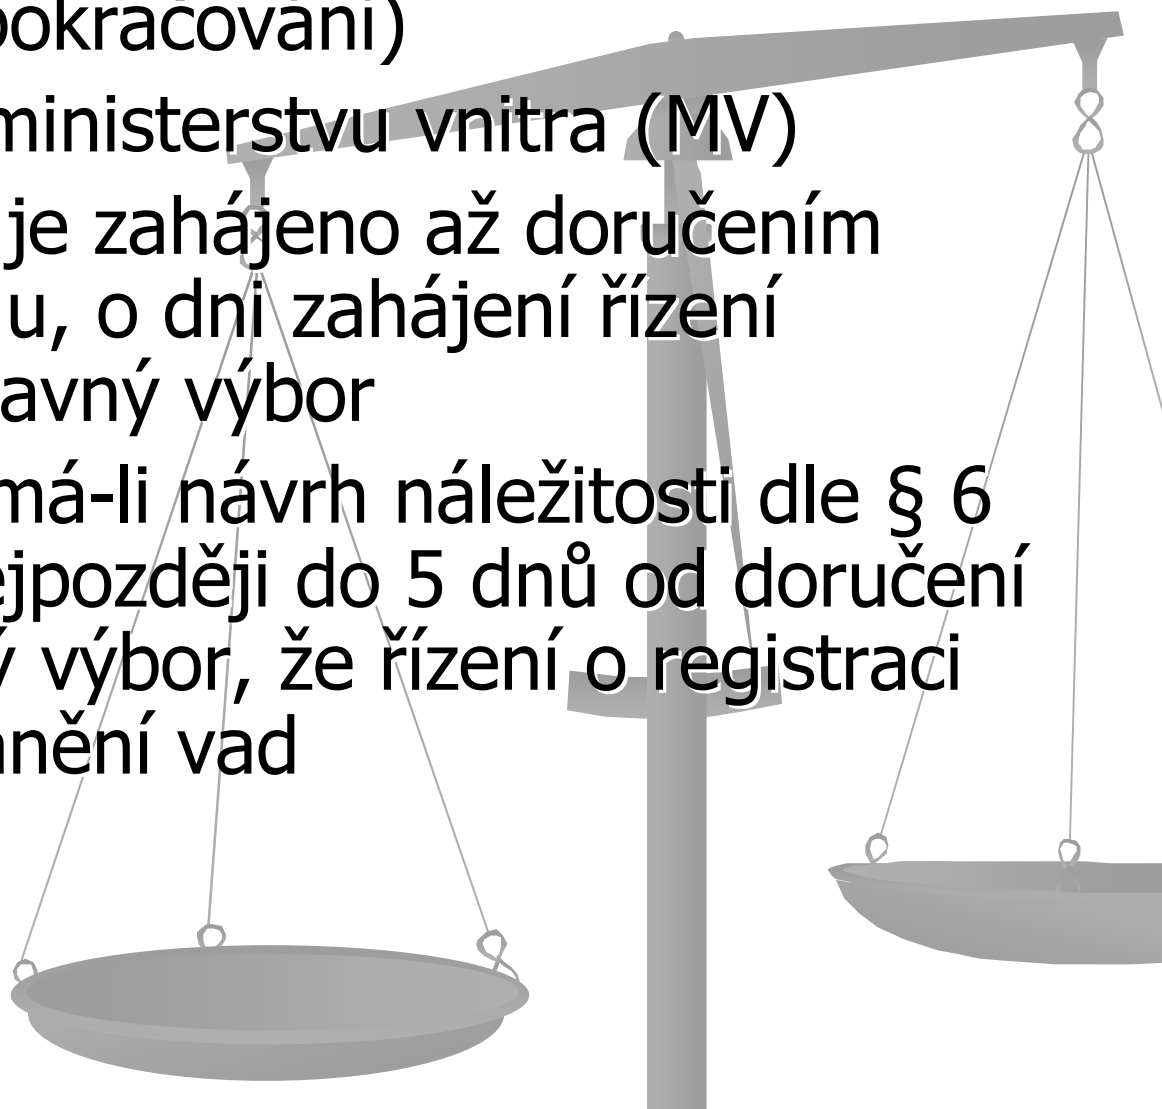 pokračování)
ministerstvu vnitra (MV)
je zahájeno až doručením
u, o dni zahájení řízení
avný výbor
má-li návrh náležitosti dle § 6
ejpozději do 5 dnů od doručení
ý výbor, že řízení o registraci
nění vad